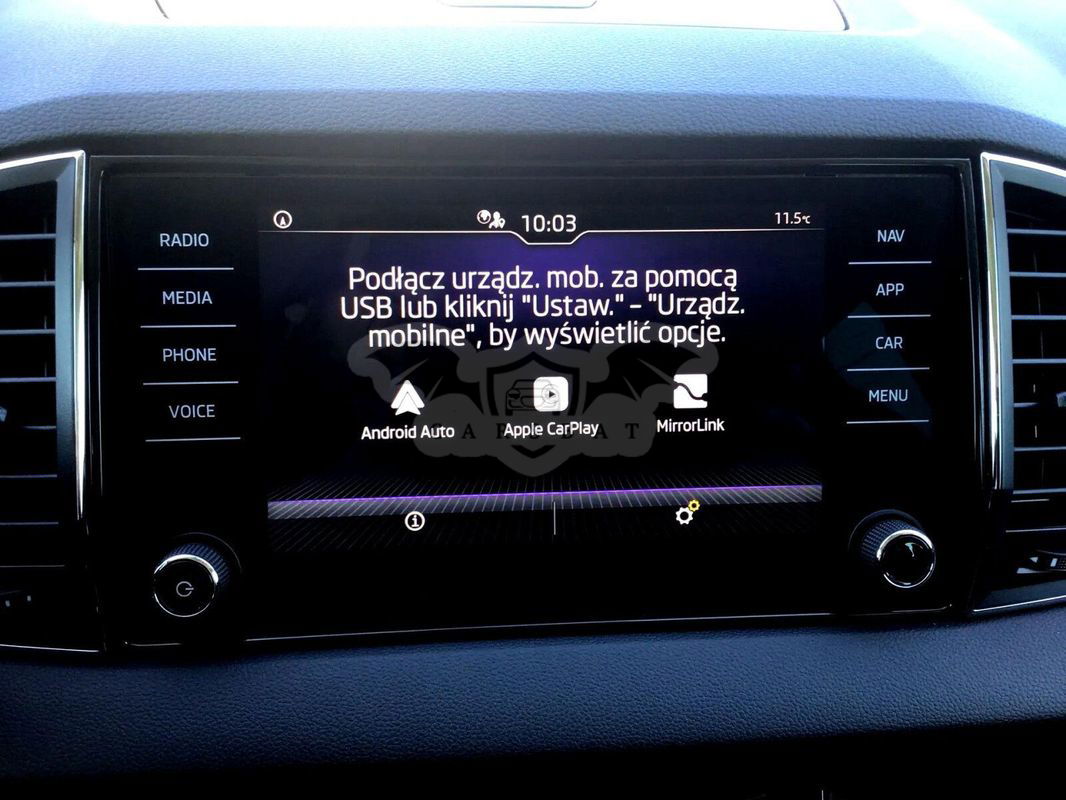 10:03
11.5°C
RADIO
MEDIA
PHONE
VOICE
Podłącz urządz. mob. za pomocą
USB lub kliknij "Ustaw." - "Urządz.
mobilne", by wyświetlić opcje.
Android Auto
Apple CarPlay
MirrorLink
CARSBAT
NAV
APP
CAR
MENU